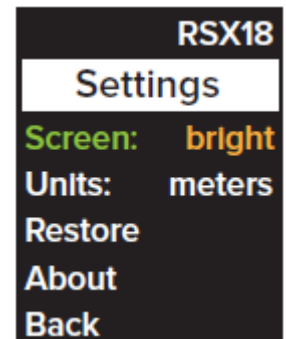 RSX18
Settings
Screen: bright
Units: meters
Restore
About
Back